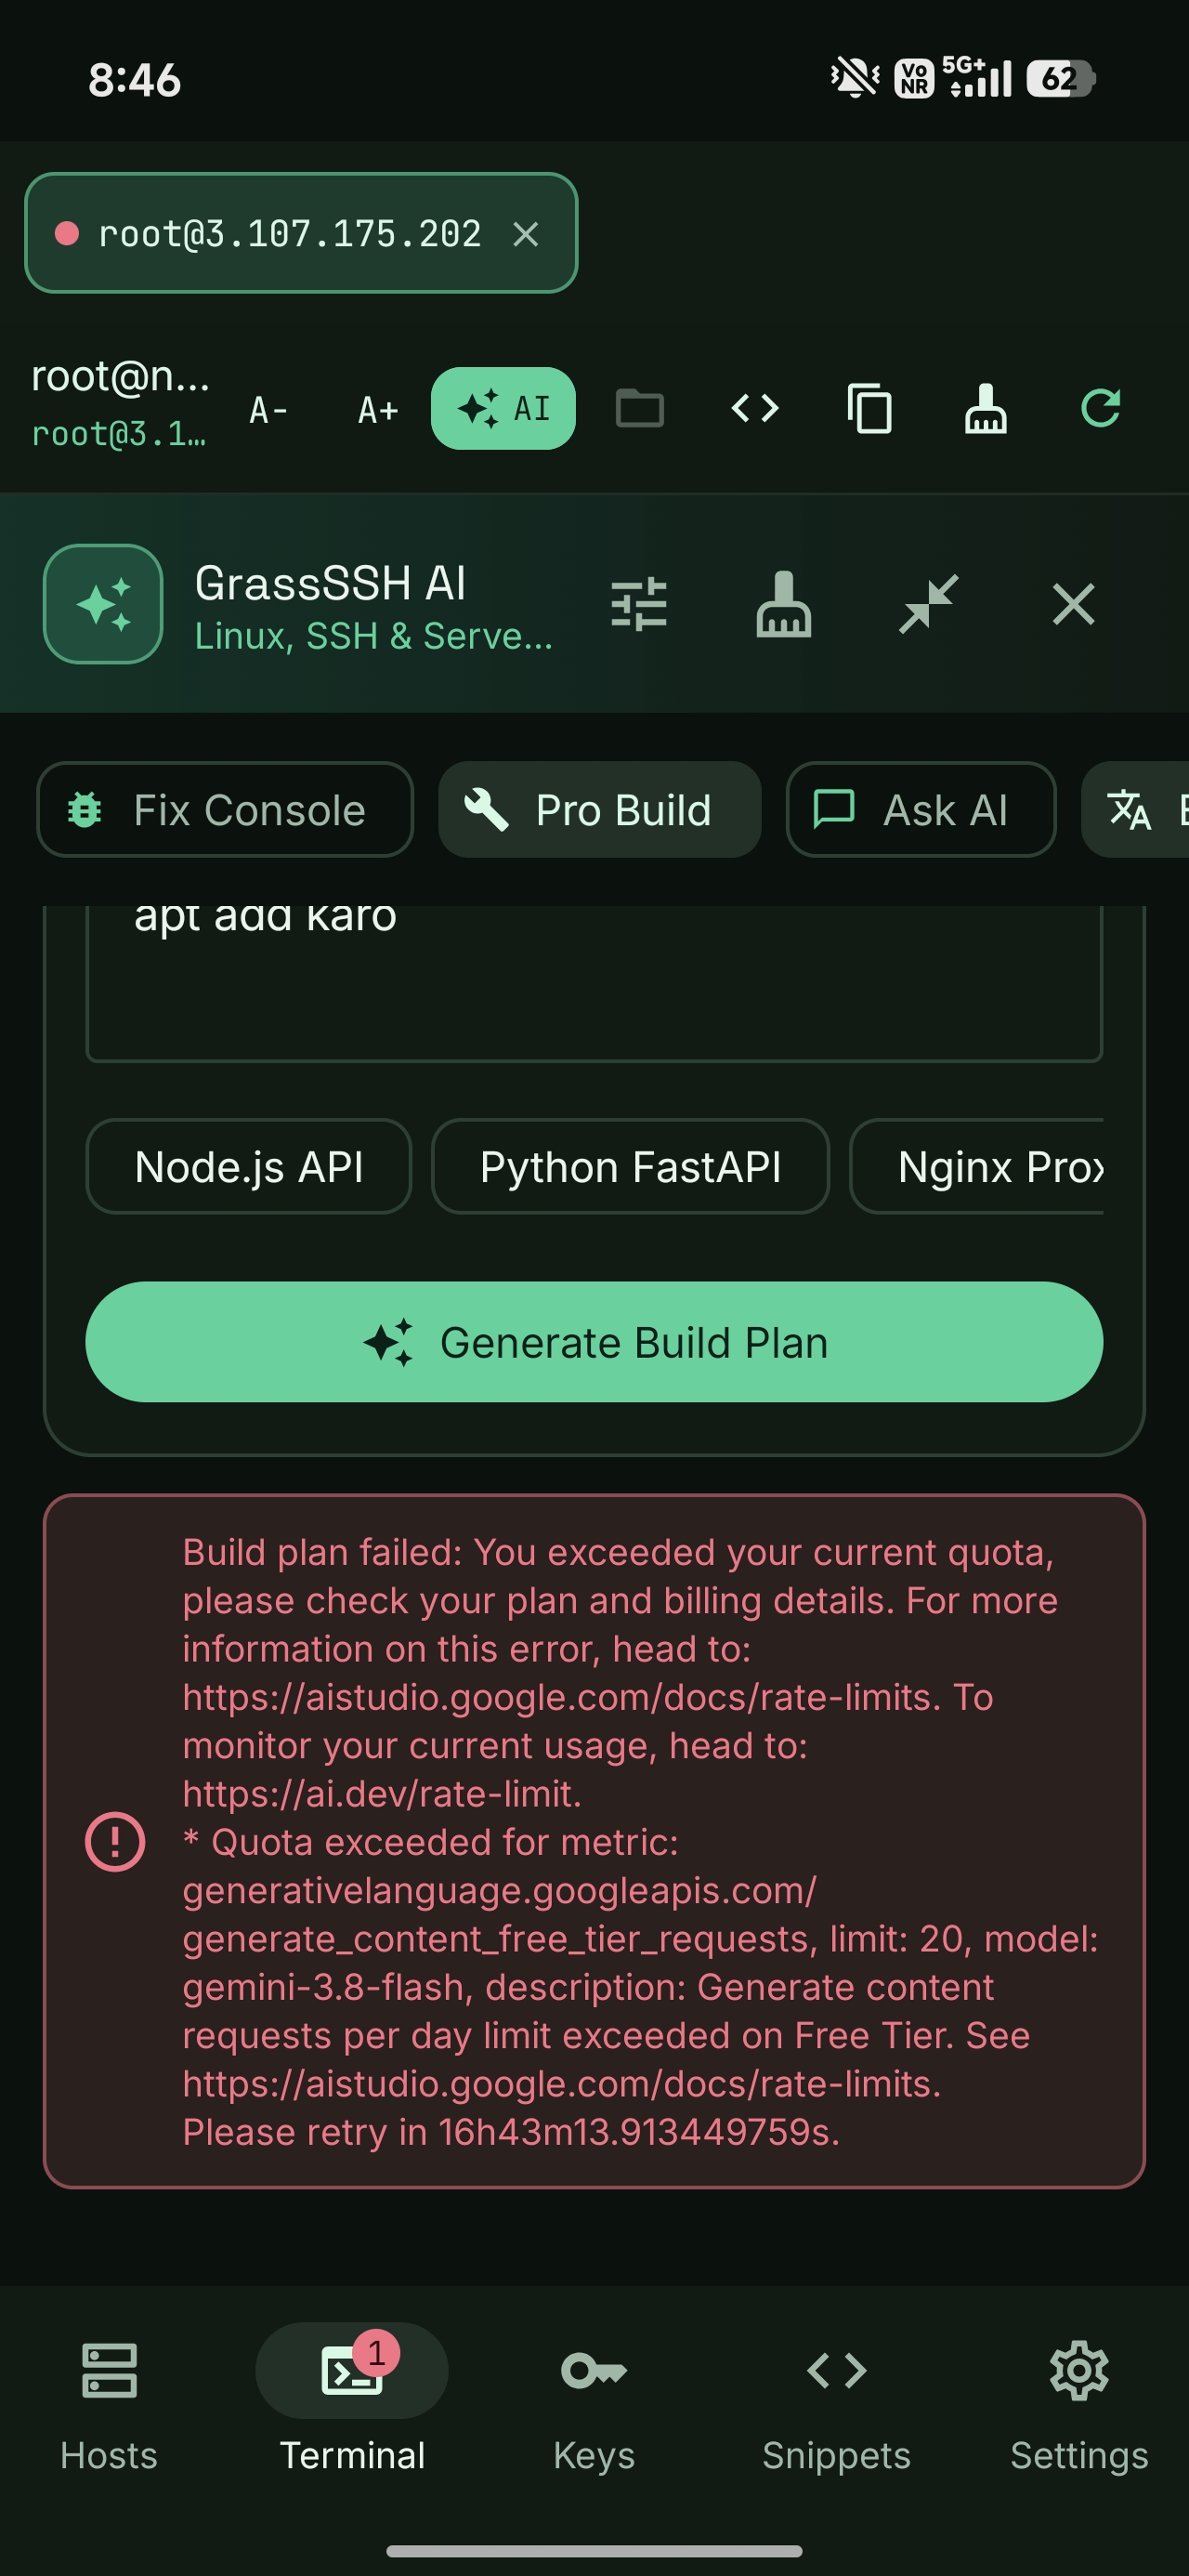 8:46
Vo NR 5G+ 62
root@3.107.175.202
root@n...
root@3.1…
A-
A+
AI
GrassSSH AI
Linux, SSH & Serve...
Fix Console
Pro Build
Ask AI
apt add karo
Node.js API
Python FastAPI
Nginx Prox
Generate Build Plan
Build plan failed: You exceeded your current quota,
please check your plan and billing details. For more
information on this error, head to:
https://aistudio.google.com/docs/rate-limits. To
monitor your current usage, head to:
https://ai.dev/rate-limit.
* Quota exceeded for metric:
generativelanguage.googleapis.com/
generate_content_free_tier_requests, limit: 20, model:
gemini-3.8-flash, description: Generate content
requests per day limit exceeded on Free Tier. See
https://aistudio.google.com/docs/rate-limits.
Please retry in 16h43m13.913449759s.
1
Hosts
Terminal
Keys
Snippets
Settings